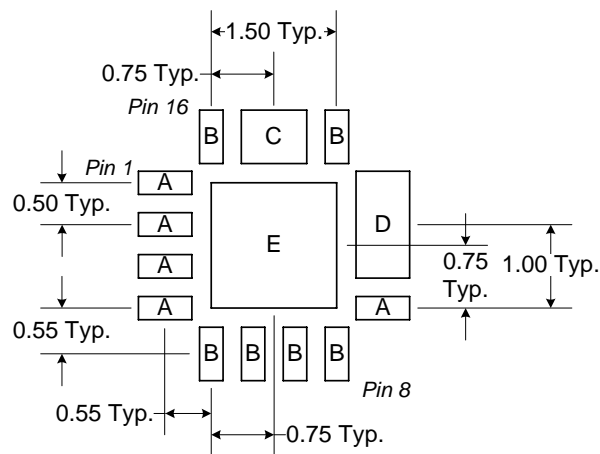 1.50 Typ.
0.75 Typ.
Pin 16
B
C
B
Pin 1
A
0.50 Typ.
A
E
D
A
0.75
Typ.
1.00 Typ.
A
A
0.55 Typ.
B
B
B
B
Pin 8
0.55 Typ.
0.75 Typ.